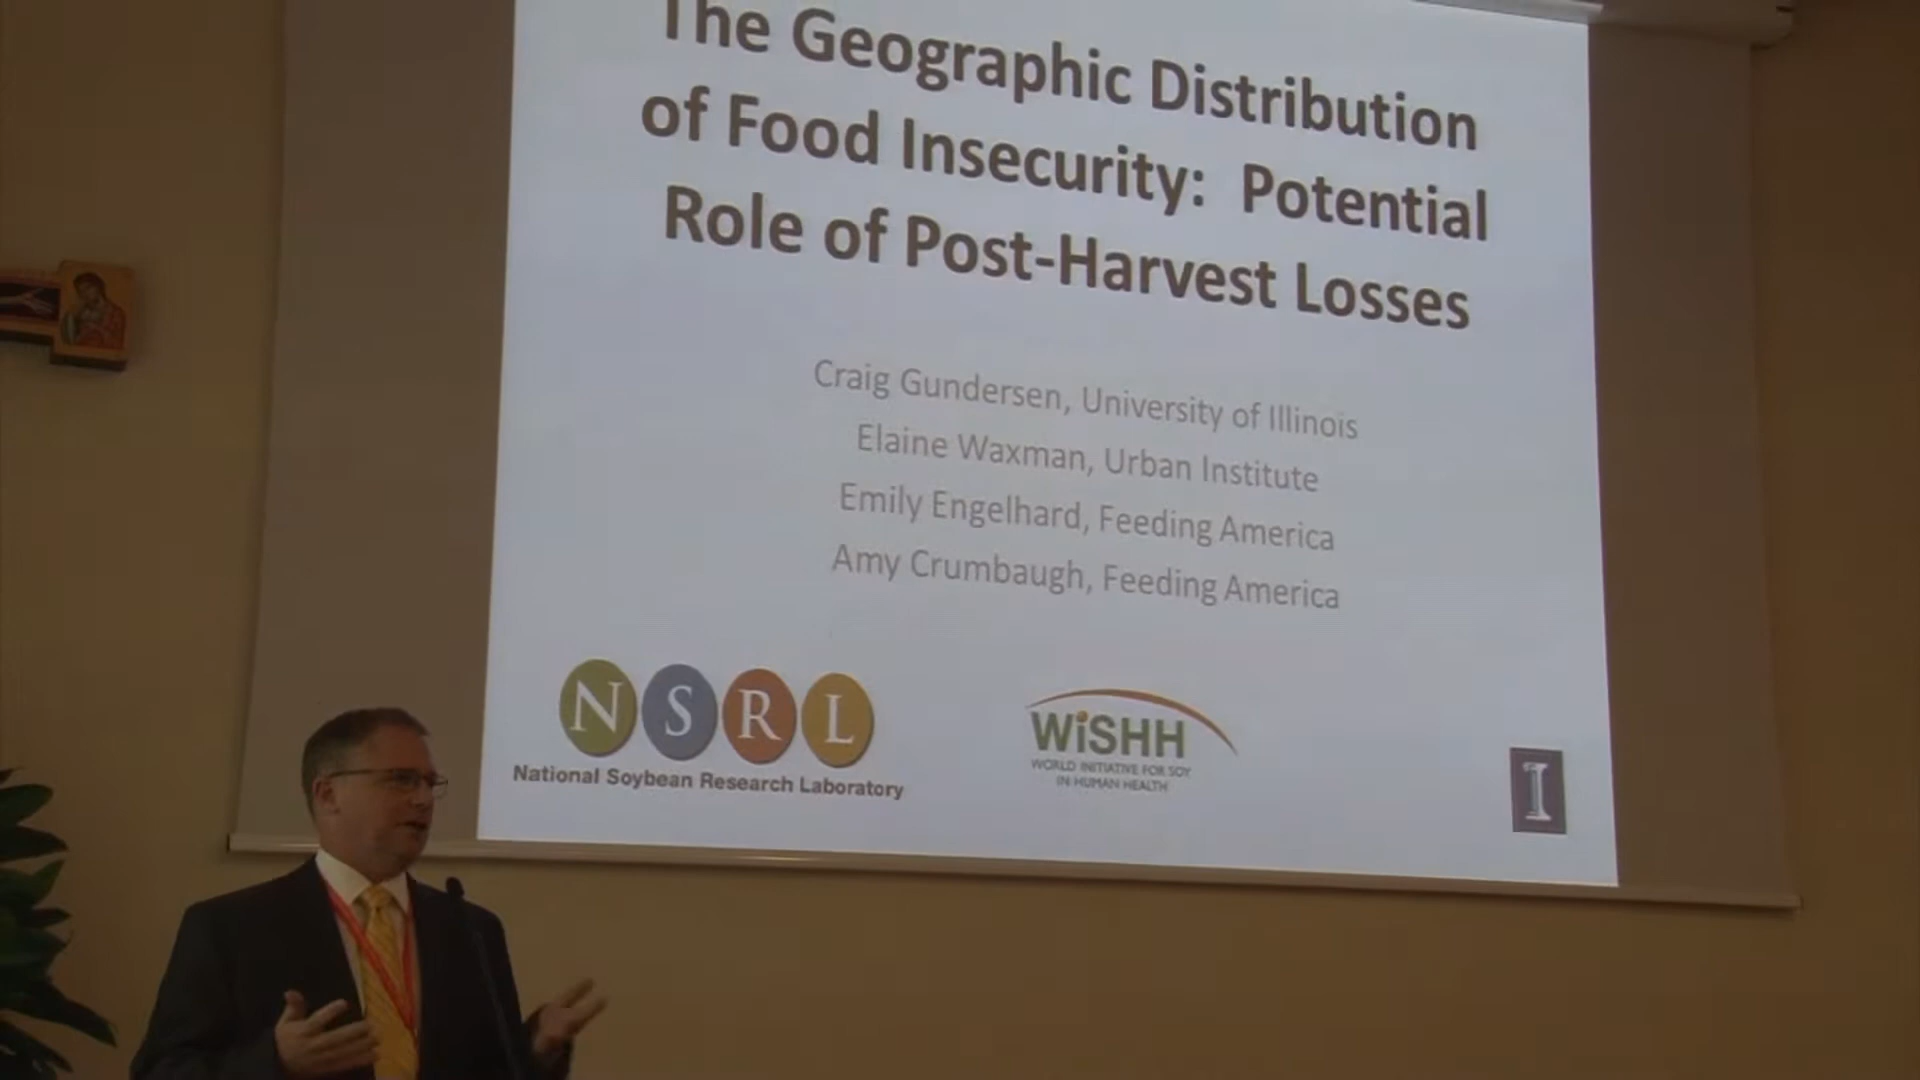 The Geographic Distribution
of Food Insecurity: Potential
Role of Post-Harvest Losses
Craig Gundersen, University of Illinois
Elaine Waxman, Urban Institute
Emily Engelhard, Feeding America
Amy Crumbaugh, Feeding America
N S R L
National Soybean Research Laboratory
WiSHH
WORLD INITIATIVE FOR SOY
IN HUMAN HEALTH
I